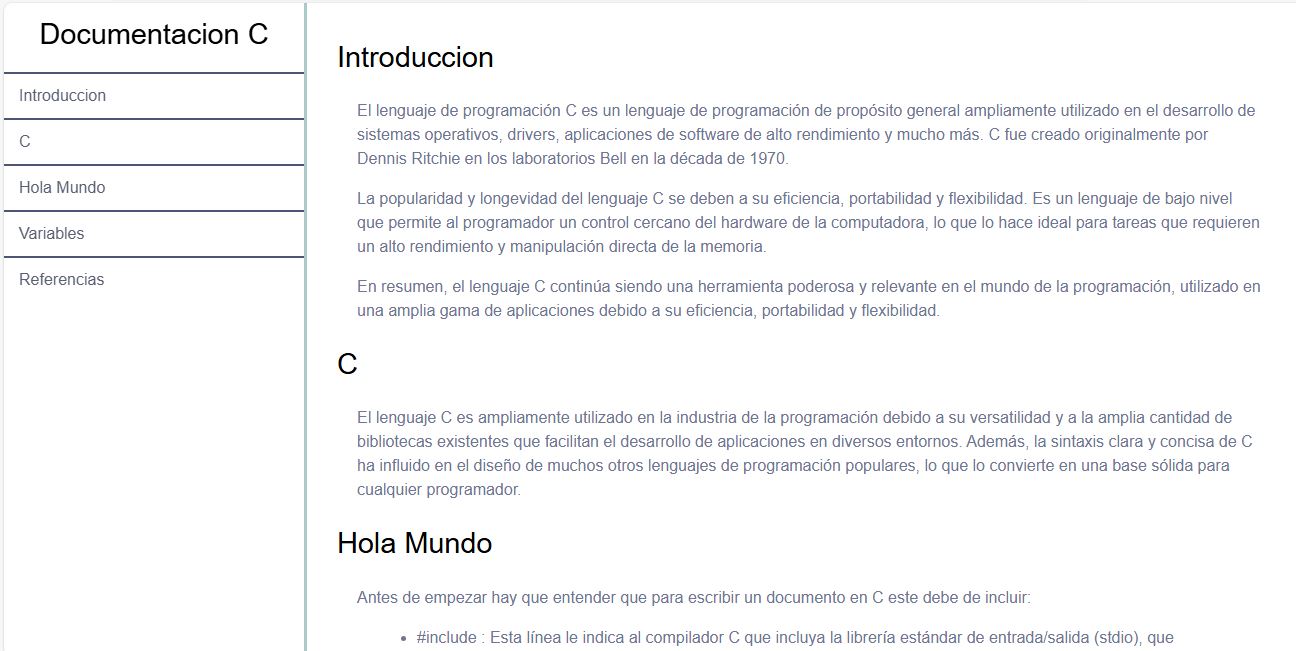 Documentacion C
Introduccion
C
Hola Mundo
Variables
Referencias
Introduccion
El lenguaje de programación C es un lenguaje de programación de propósito general ampliamente utilizado en el desarrollo de
sistemas operativos, drivers, aplicaciones de software de alto rendimiento y mucho más. C fue creado originalmente por
Dennis Ritchie en los laboratorios Bell en la década de 1970.
La popularidad y longevidad del lenguaje C se deben a su eficiencia, portabilidad y flexibilidad. Es un lenguaje de bajo nivel
que permite al programador un control cercano del hardware de la computadora, lo que lo hace ideal para tareas que requieren
un alto rendimiento y manipulación directa de la memoria.
En resumen, el lenguaje C continúa siendo una herramienta poderosa y relevante en el mundo de la programación, utilizado en
una amplia gama de aplicaciones debido a su eficiencia, portabilidad y flexibilidad.
C
El lenguaje C es ampliamente utilizado en la industria de la programación debido a su versatilidad y a la amplia cantidad de
bibliotecas existentes que facilitan el desarrollo de aplicaciones en diversos entornos. Además, la sintaxis clara y concisa de C
ha influido en el diseño de muchos otros lenguajes de programación populares, lo que lo convierte en una base sólida para
cualquier programador.
Hola Mundo
Antes de empezar hay que entender que para escribir un documento en C este debe de incluir:
• #include : Esta línea le indica al compilador C que incluya la librería estándar de entrada/salida (stdio), que